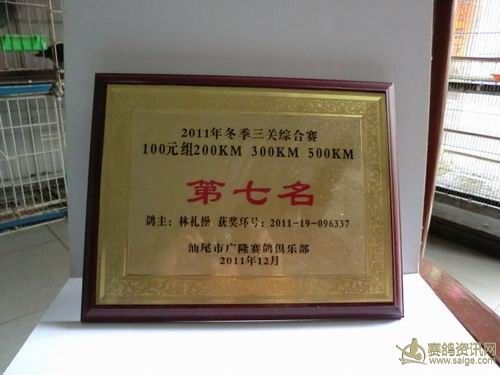 2011年冬季三关综合赛
100元组200KM 300KM 500KM
第七名
鸽主：林礼操 获奖环号：2011-19-096337
汕尾市广隆赛鸽俱乐部
2011年12月
赛鸽资讯网
www.saige.com